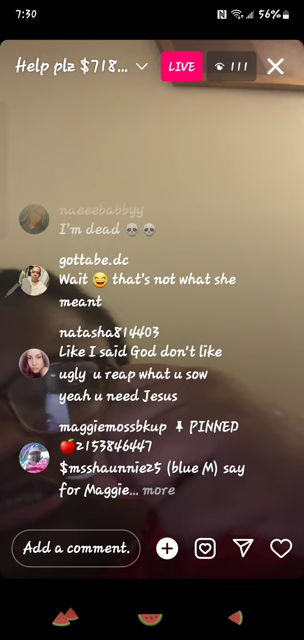 7:30
56%
Help plz $718...
LIVE
111
naeeebabbyy
I'm dead 💀💀
gottabe.dc
Wait 😅 that's not what she
meant
natasha814403
Like I said God don't like
ugly u reap what u sow
yeah u need Jesus
maggiemossbkup 📌 PINNED
🍎2153846447
$msshaunnie25 (blue M) say
for Maggie... more
Add a comment.